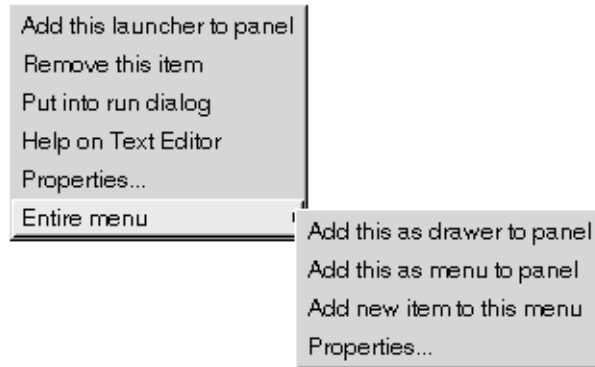 Add this launcher to panel
Remove this item
Put into run dialog
Help on Text Editor
Properties...
Entire menu
Add this as drawer to panel
Add this as menu to panel
Add new item to this menu
Properties...